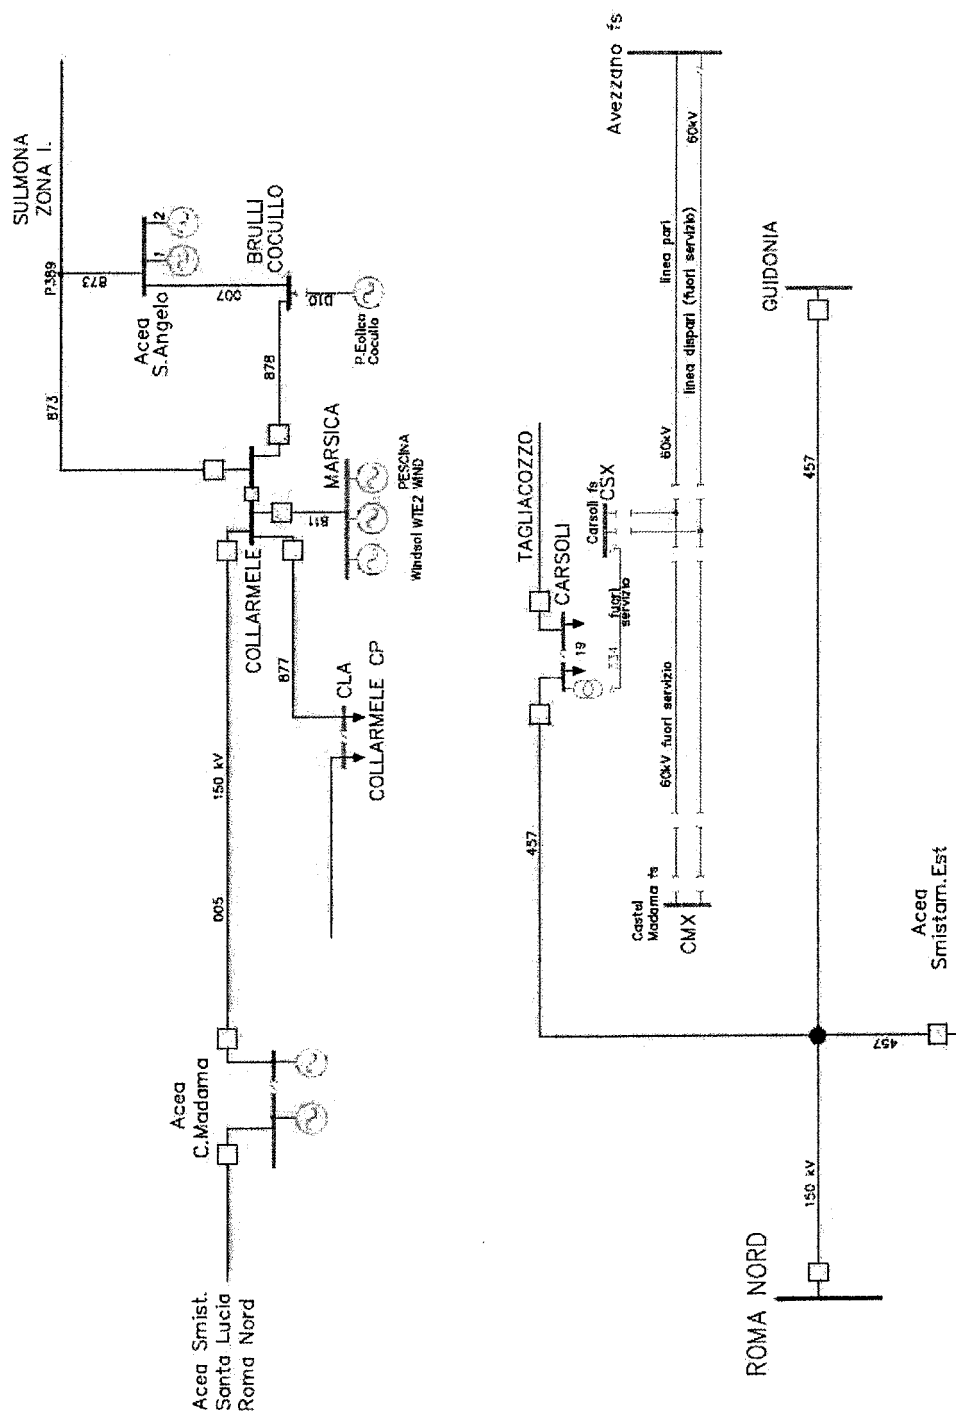 SULMONA
ZONA I.
P389
873
873
Acea
S.Angelo
1
2
007
BRULLI
COCULLO
D10
P.Eolica
Cocullo
878
MARSICA
811
PESCINA
Windsol WTE2 WIND
COLLARMELE
877
CLA
COLLARMELE CP
150 kV
005
Acea
C.Madama
Acea Smist.
Santa Lucia
Roma Nord
Avezzano fs
60kV
linea pari
linea dispari (fuori servizio)
60kV
GUIDONIA
457
TAGLIACOZZO
CARSOLI
Carsoli fs
CSX
fuori
servizio
19
60kV fuori servizio
457
Castel
Madama fs
CMX
Acea
Smistam.Est
457
150 kV
ROMA NORD